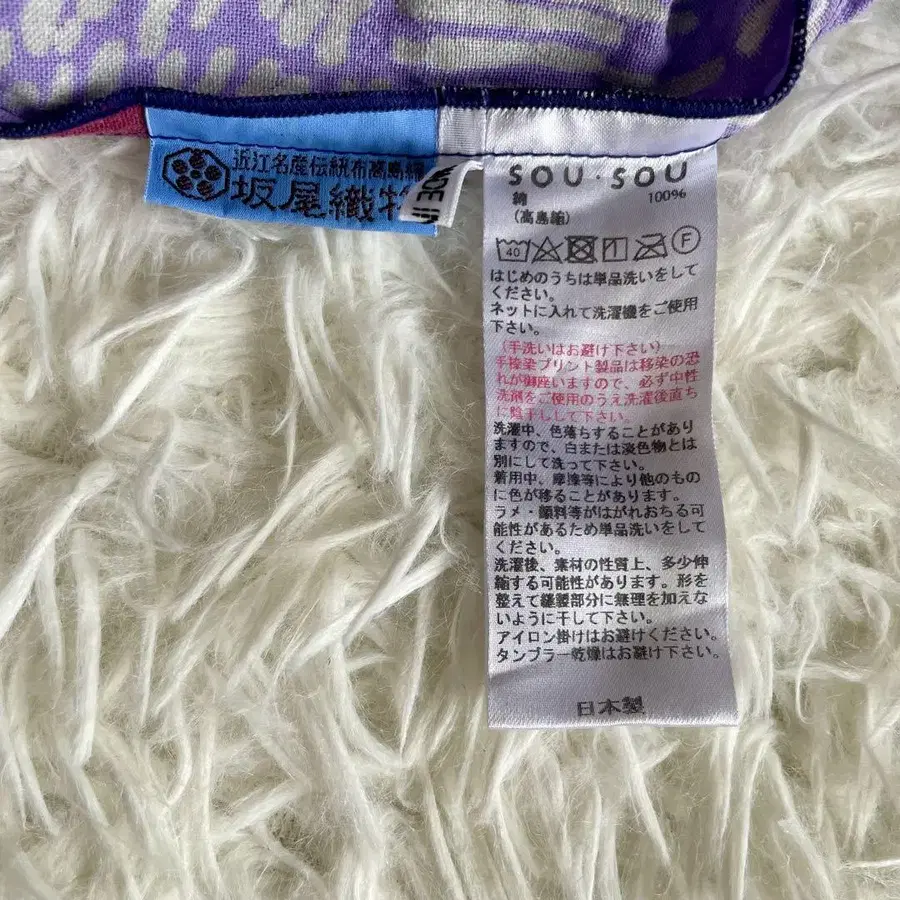 近江名産伝統布高島縮
坂尾織物
MADE IN
SOU・SOU
綿 100%
(高島縮)
40 F
はじめのうちは単品洗いをして
ください。
ネットに入れて洗濯機をご使用
下さい。
(手洗いはお避け下さい)
手捺染プリント製品は移染の恐
れが御座いますので、必ず中性
洗剤をご使用のうえ洗濯後直ち
に陰干しして下さい。
洗濯中、色落ちすることがあり
ますので、白または淡色物とは
別にして洗って下さい。
着用中、摩擦等により他のもの
に色が移ることがあります。
ラメ・顔料等がはがれおちる可
能性があるため単品洗いをして
ください。
洗濯後、素材の性質上、多少伸
縮する可能性があります。形を
整えて縫製部分に無理を加えな
いように干して下さい。
アイロン掛けはお避けください。
タンブラー乾燥はお避け下さい。
日本製